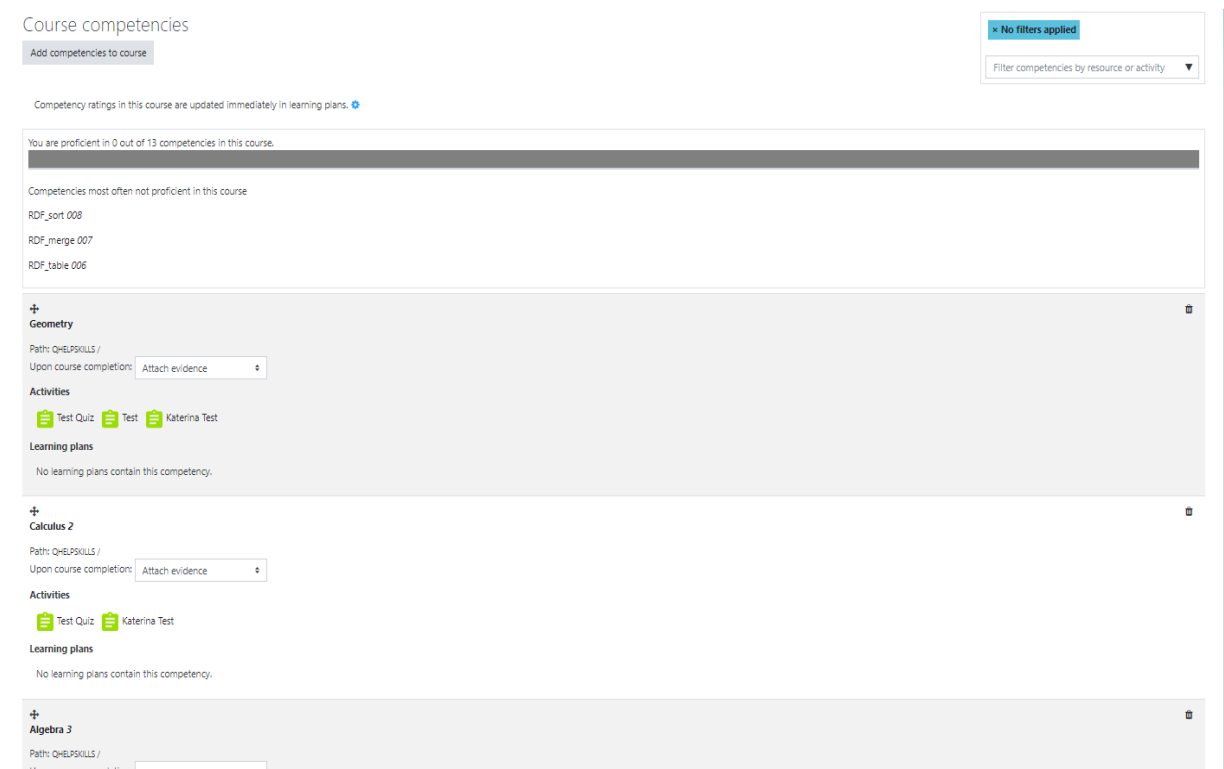 Course competencies
Add competencies to course
× No filters applied
Filter competencies by resource or activity ▼
Competency ratings in this course are updated immediately in learning plans.
You are proficient in 0 out of 13 competencies in this course.
Competencies most often not proficient in this course
RDF_sort 008
RDF_merge 007
RDF_table 006
Geometry
Path: QHELPSKILLS /
Upon course completion: Attach evidence
Activities
Test Quiz Test Katerina Test
Learning plans
No learning plans contain this competency.
Calculus 2
Path: QHELPSKILLS /
Upon course completion: Attach evidence
Activities
Test Quiz Katerina Test
Learning plans
No learning plans contain this competency.
Algebra 3
Path: QHELPSKILLS /